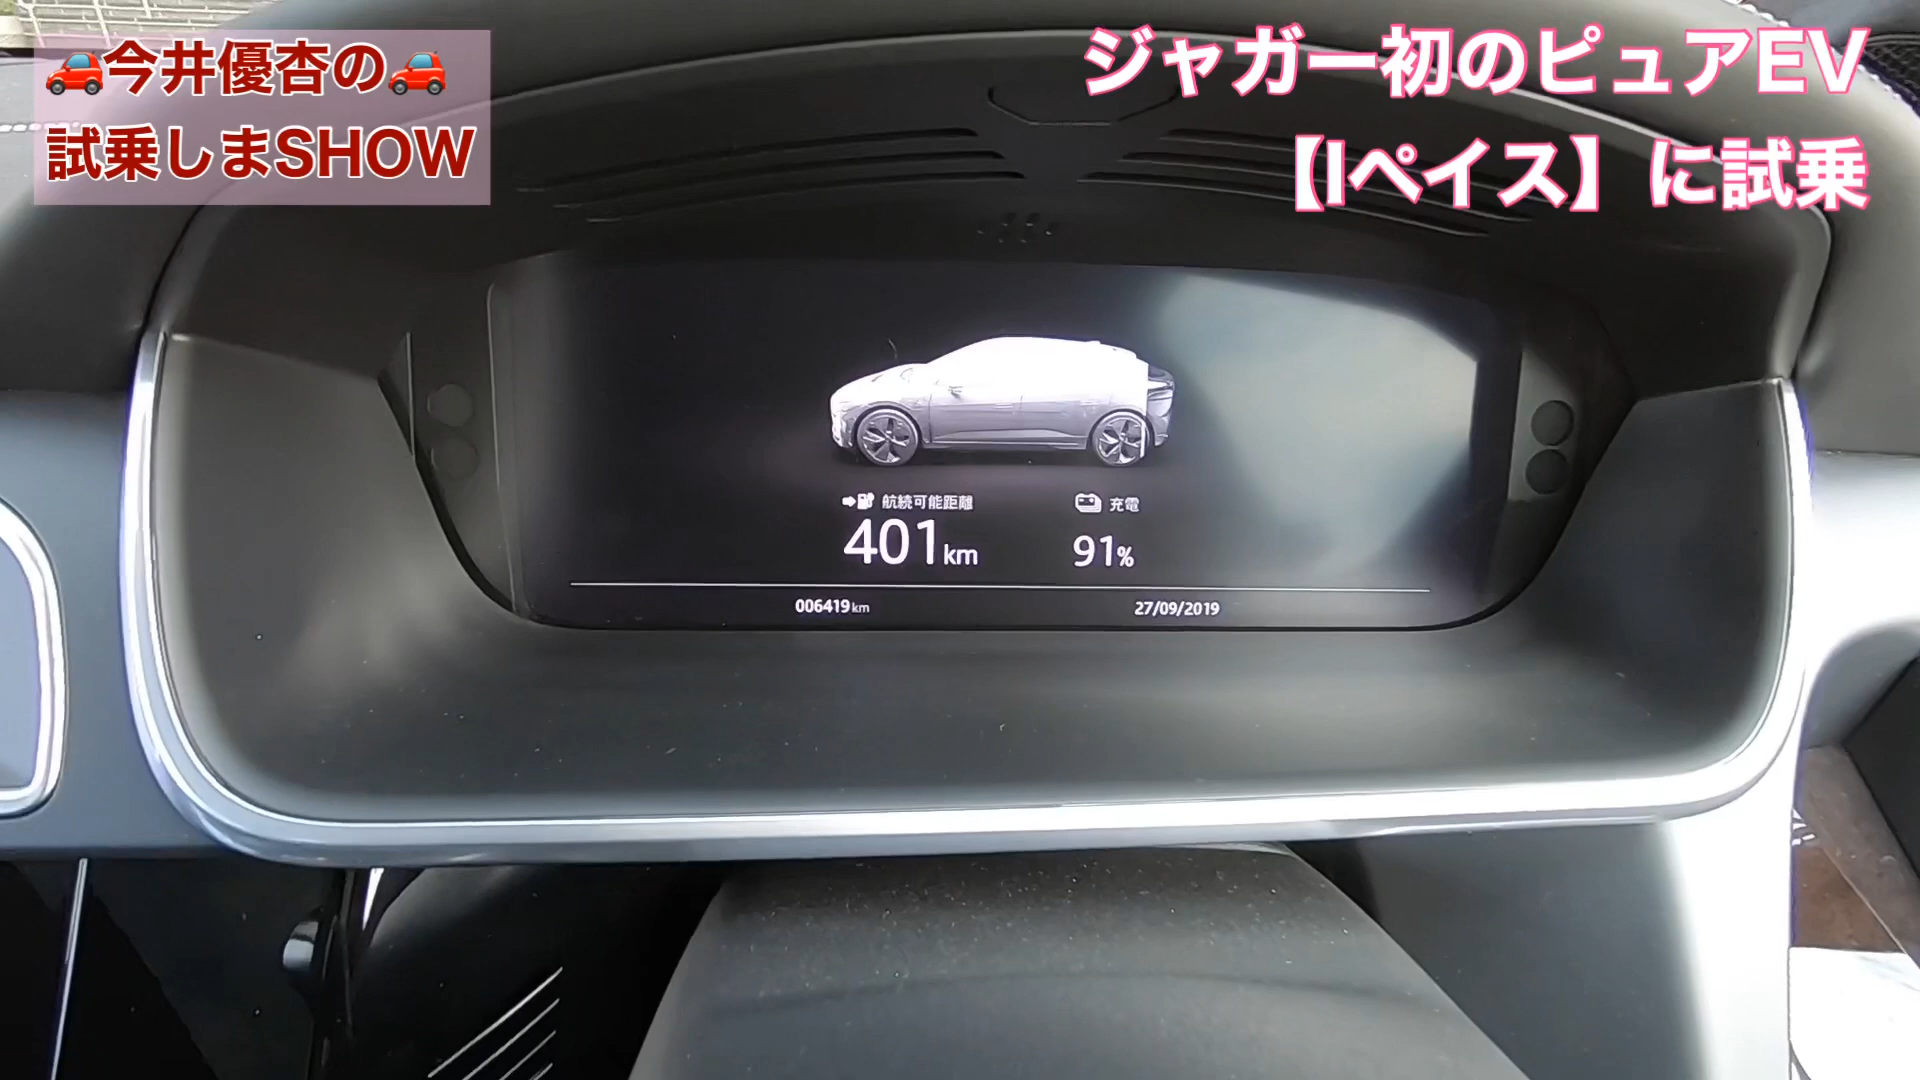 🚗今井優杏の🚗
試乗しまSHOW
ジャガー初のピュアEV
【Iペイス】に試乗
航続可能距離 充電
401km 91%
006419km 27/09/2019